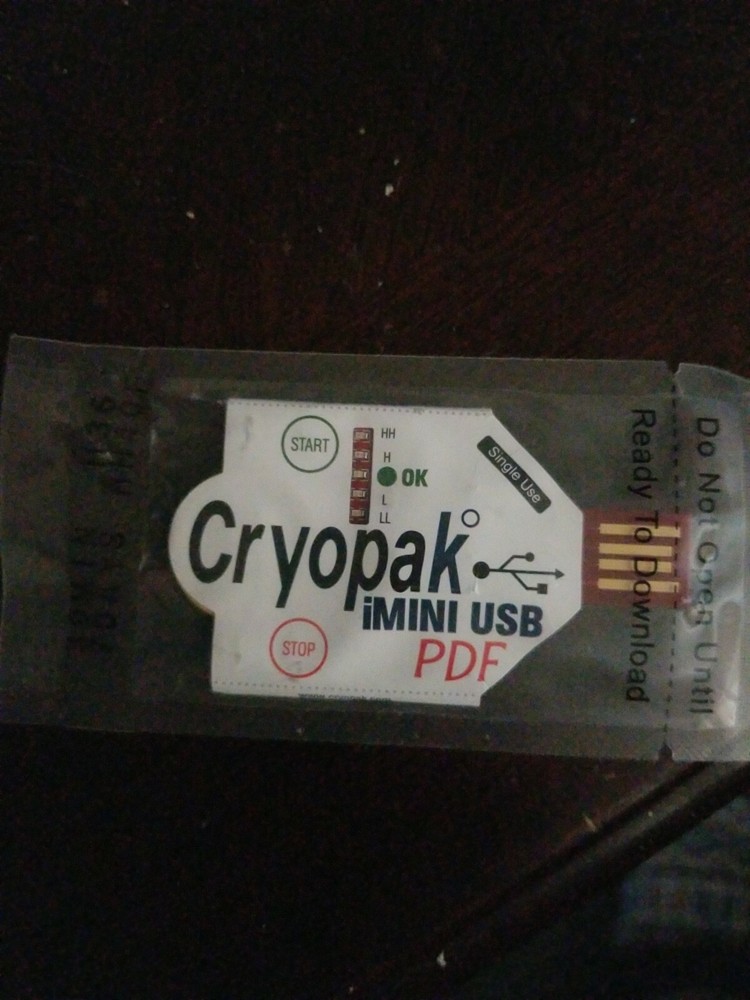 START
HH
H
OK
L
LL
Single Use
Cryopak
iMINI USB
PDF
STOP
Do Not Open Until
Ready To Download